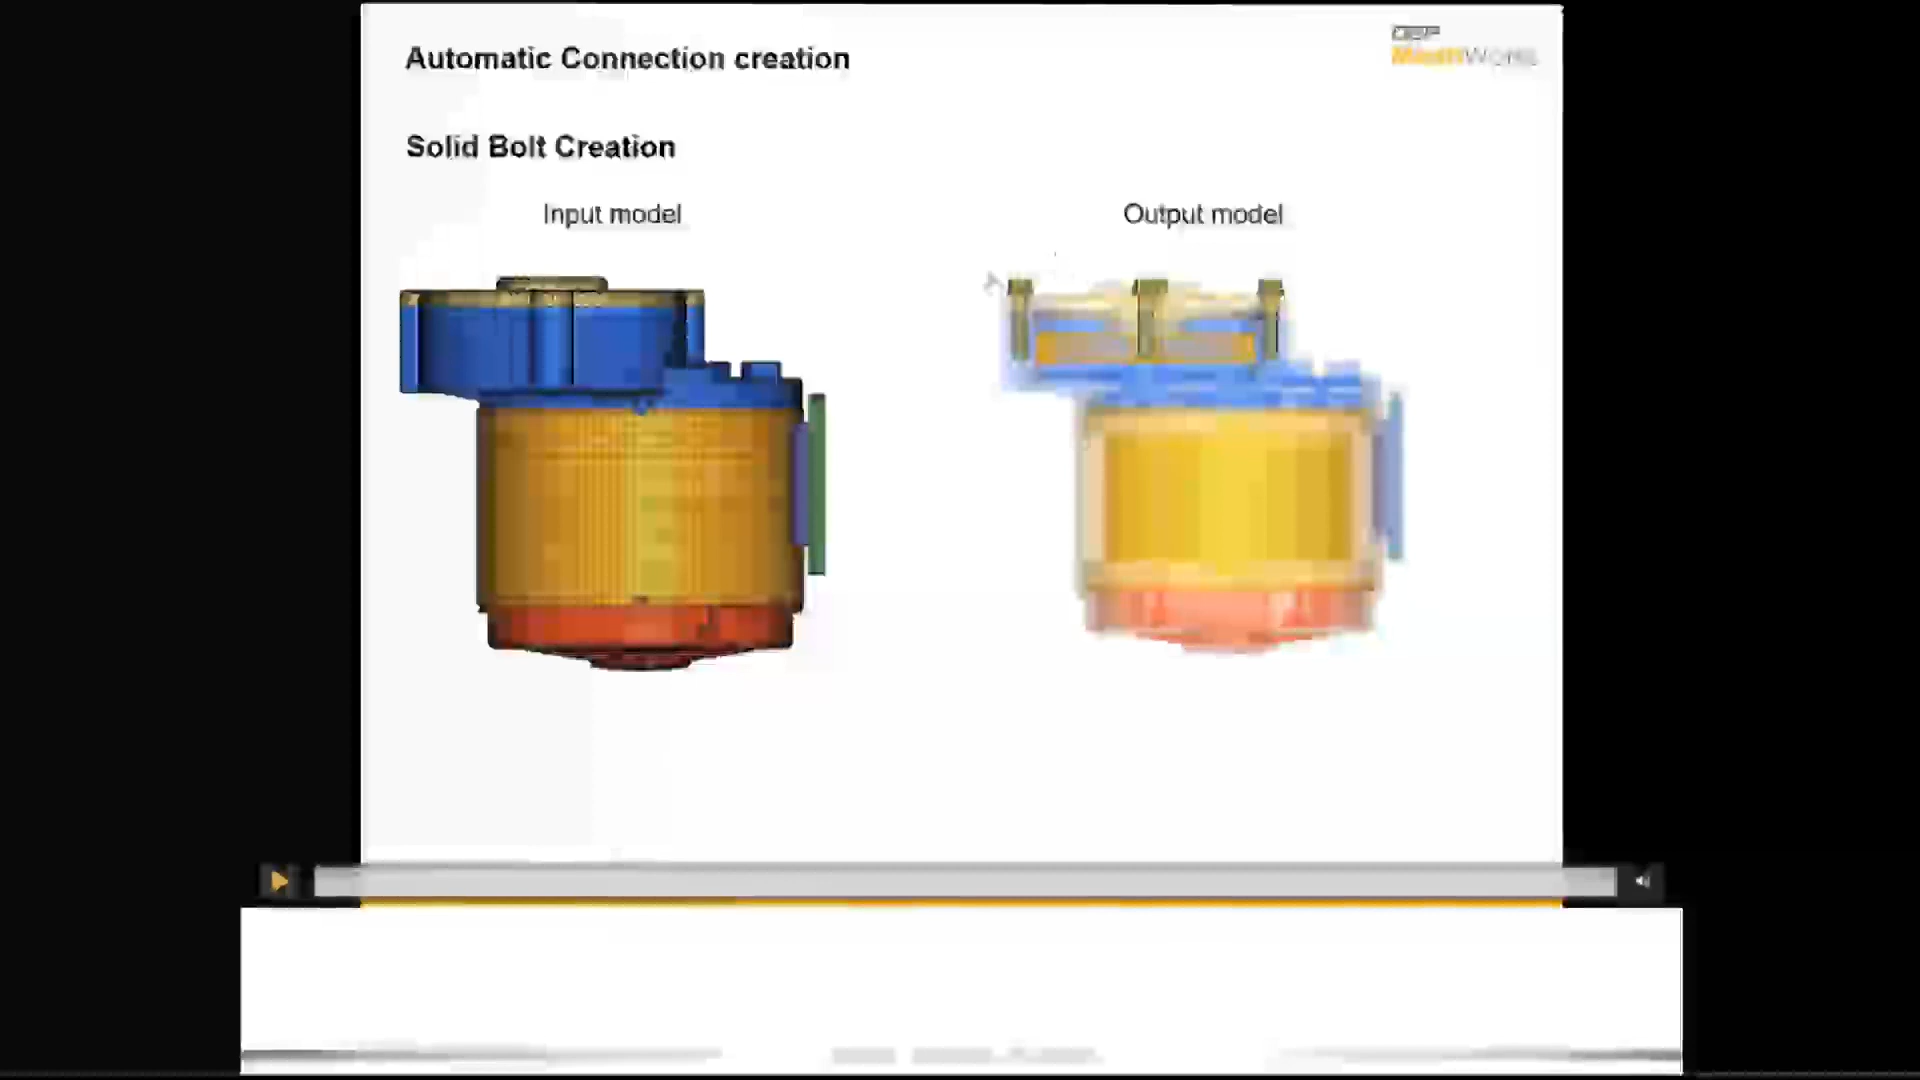 Automatic Connection creation
Solid Bolt Creation
Input model
Output model